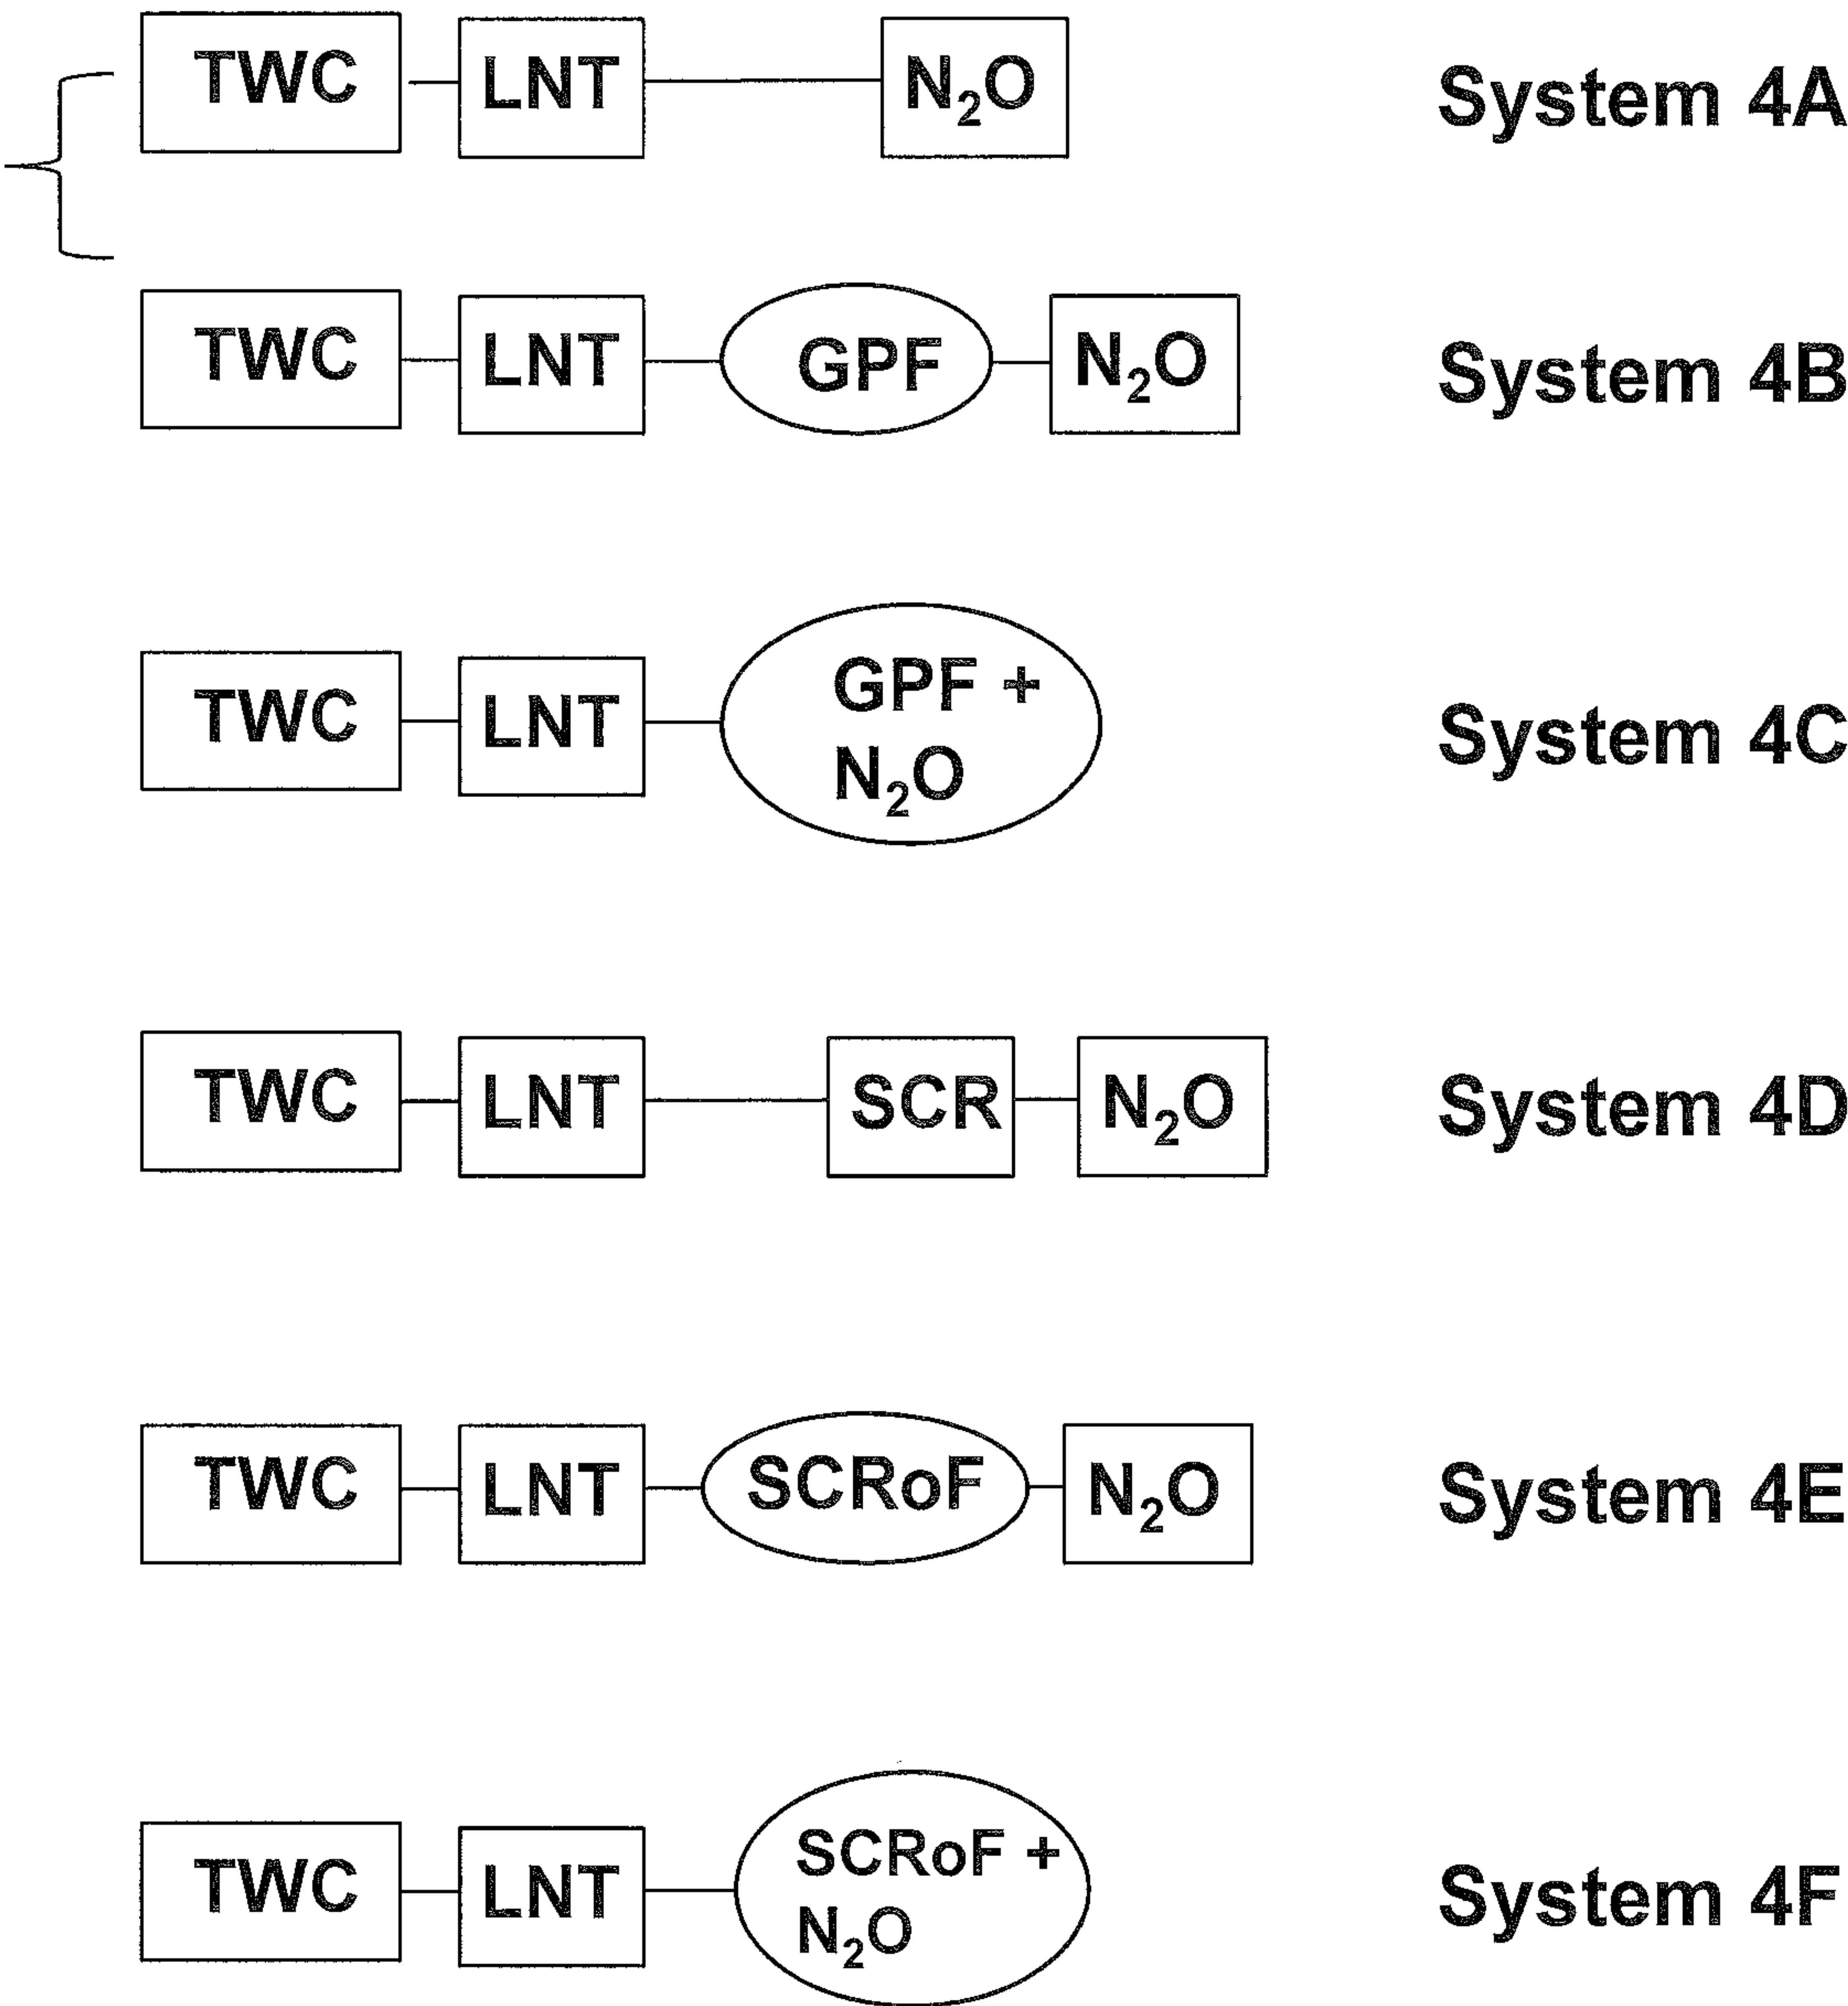 TWC LNT N₂O System 4A
TWC LNT GPF N₂O System 4B
TWC LNT GPF + N₂O System 4C
TWC LNT SCR N₂O System 4D
TWC LNT SCRoF N₂O System 4E
TWC LNT SCRoF + N₂O System 4F